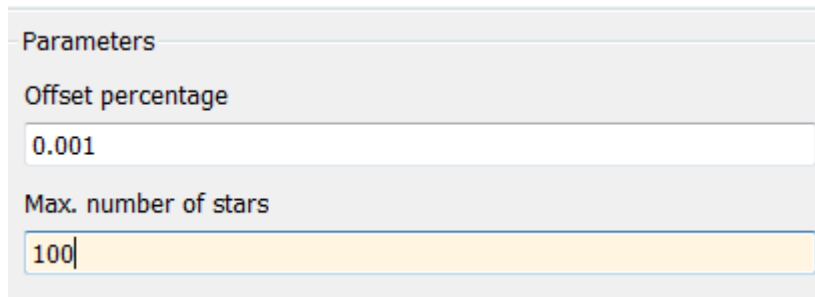 Parameters
Offset percentage
0.001
Max. number of stars
100